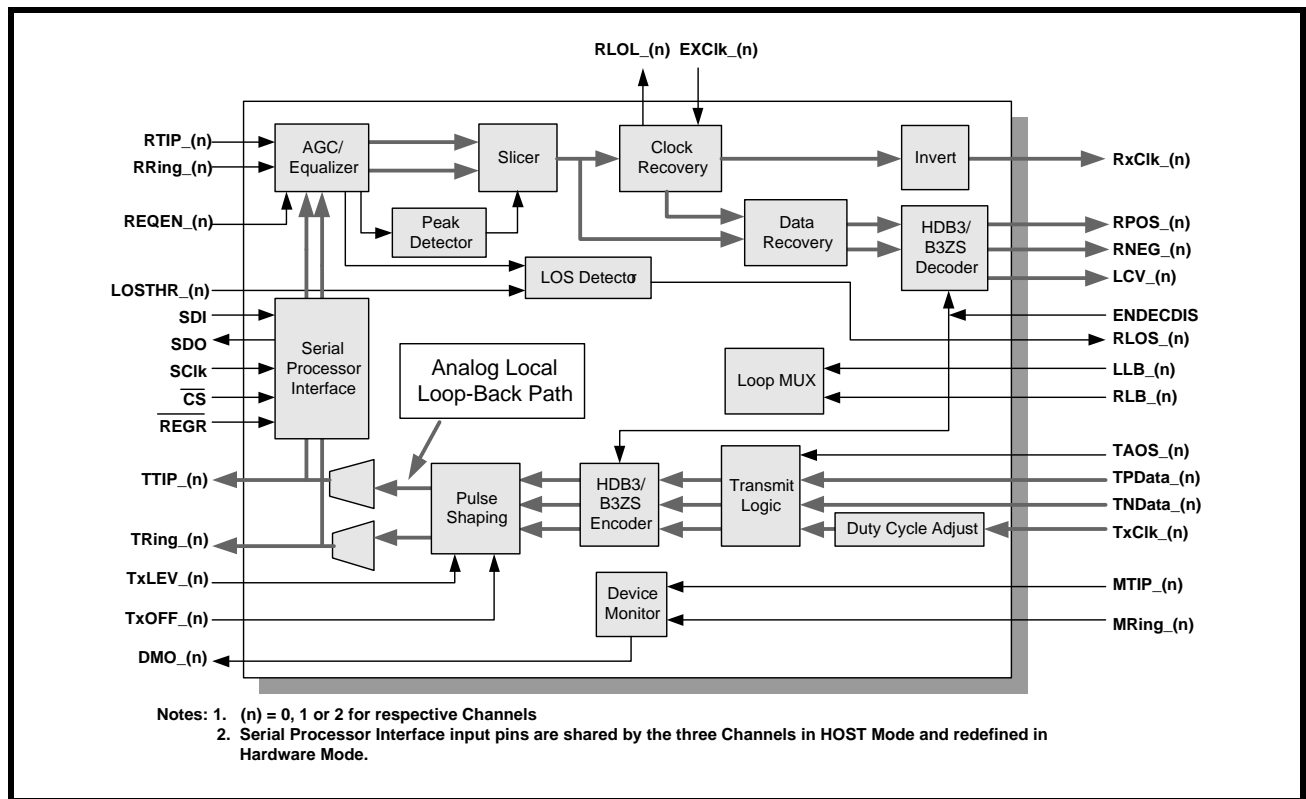 RLOL_(n) EXClk_(n)
RTIP_(n)
RRing_(n)
REQEN_(n)
LOSTHR_(n)
SDI
SDO
SClk
CS
REGR
TTIP_(n)
TRing_(n)
TxLEV_(n)
TxOFF_(n)
DMO_(n)
AGC/
Equalizer
Slicer
Clock
Recovery
Invert
Peak
Detector
Data
Recovery
HDB3/
B3ZS
Decoder
LOS Detector
Serial
Processor
Interface
Analog Local
Loop-Back Path
Loop MUX
Pulse
Shaping
HDB3/
B3ZS
Encoder
Transmit
Logic
Duty Cycle Adjust
Device
Monitor
RxClk_(n)
RPOS_(n)
RNEG_(n)
LCV_(n)
ENDECDIS
RLOS_(n)
LLB_(n)
RLB_(n)
TAOS_(n)
TPData_(n)
TNData_(n)
TxClk_(n)
MTIP_(n)
MRing_(n)
Notes: 1. (n) = 0, 1 or 2 for respective Channels
2. Serial Processor Interface input pins are shared by the three Channels in HOST Mode and redefined in
Hardware Mode.